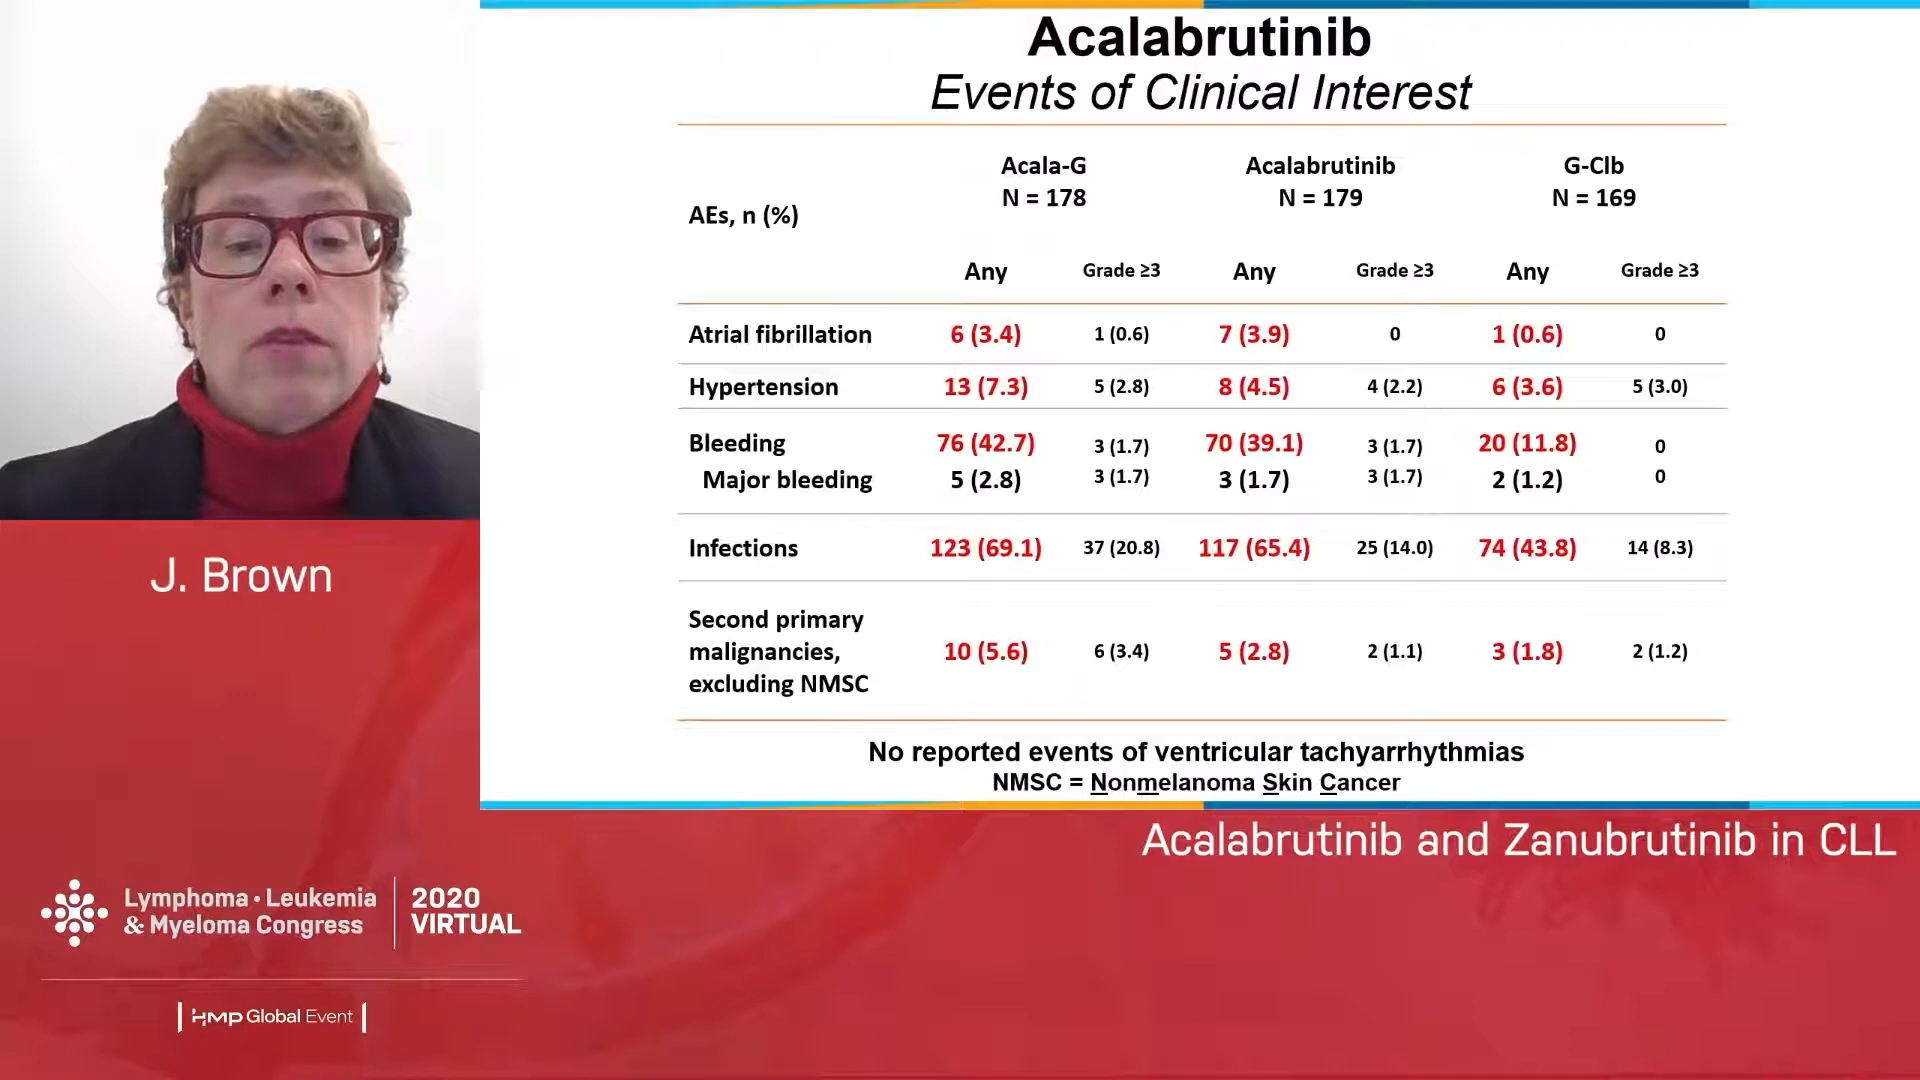 Acalabrutinib
Events of Clinical Interest
AEs, n (%)
Acala-G
N = 178
Acalabrutinib
N = 179
G-Clb
N = 169
Any Grade ≥3 Any Grade ≥3 Any Grade ≥3
Atrial fibrillation 6 (3.4) 1 (0.6) 7 (3.9) 0 1 (0.6) 0
Hypertension 13 (7.3) 5 (2.8) 8 (4.5) 4 (2.2) 6 (3.6) 5 (3.0)
Bleeding 76 (42.7) 3 (1.7) 70 (39.1) 3 (1.7) 20 (11.8) 0
Major bleeding 5 (2.8) 3 (1.7) 3 (1.7) 3 (1.7) 2 (1.2) 0
Infections 123 (69.1) 37 (20.8) 117 (65.4) 25 (14.0) 74 (43.8) 14 (8.3)
Second primary
malignancies, 10 (5.6) 6 (3.4) 5 (2.8) 2 (1.1) 3 (1.8) 2 (1.2)
excluding NMSC
No reported events of ventricular tachyarrhythmias
NMSC = Nonmelanoma Skin Cancer
J. Brown
Acalabrutinib and Zanubrutinib in CLL
Lymphoma • Leukemia
& Myeloma Congress
2020
VIRTUAL
HMP Global Event